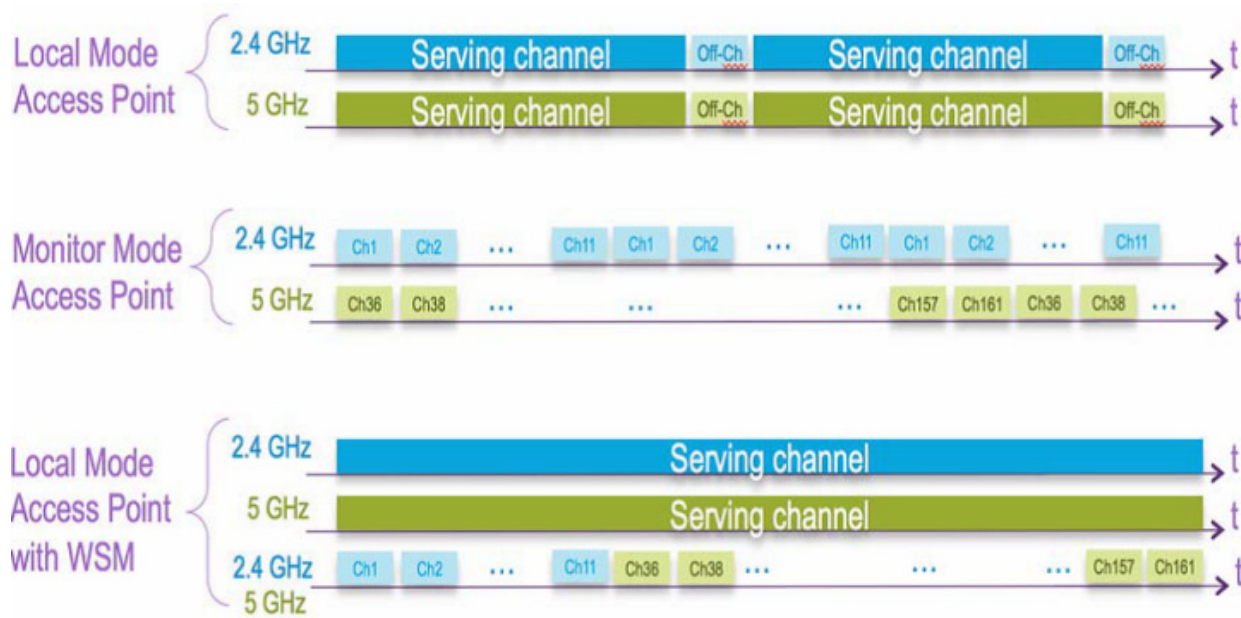 Local Mode
Access Point
2.4 GHz
Serving channel Off-Ch Serving channel Off-Ch t
5 GHz
Serving channel Off-Ch Serving channel Off-Ch t
Monitor Mode
Access Point
2.4 GHz
Ch1 Ch2 ... Ch11 Ch1 Ch2 ... Ch11 Ch1 Ch2 ... Ch11 t
5 GHz
Ch36 Ch38 ... ... ... Ch157 Ch161 Ch36 Ch38 ... t
Local Mode
Access Point
with WSM
2.4 GHz
Serving channel t
5 GHz
Serving channel t
2.4 GHz
5 GHz
Ch1 Ch2 ... Ch11 Ch36 Ch38 ... ... ... Ch157 Ch161 t